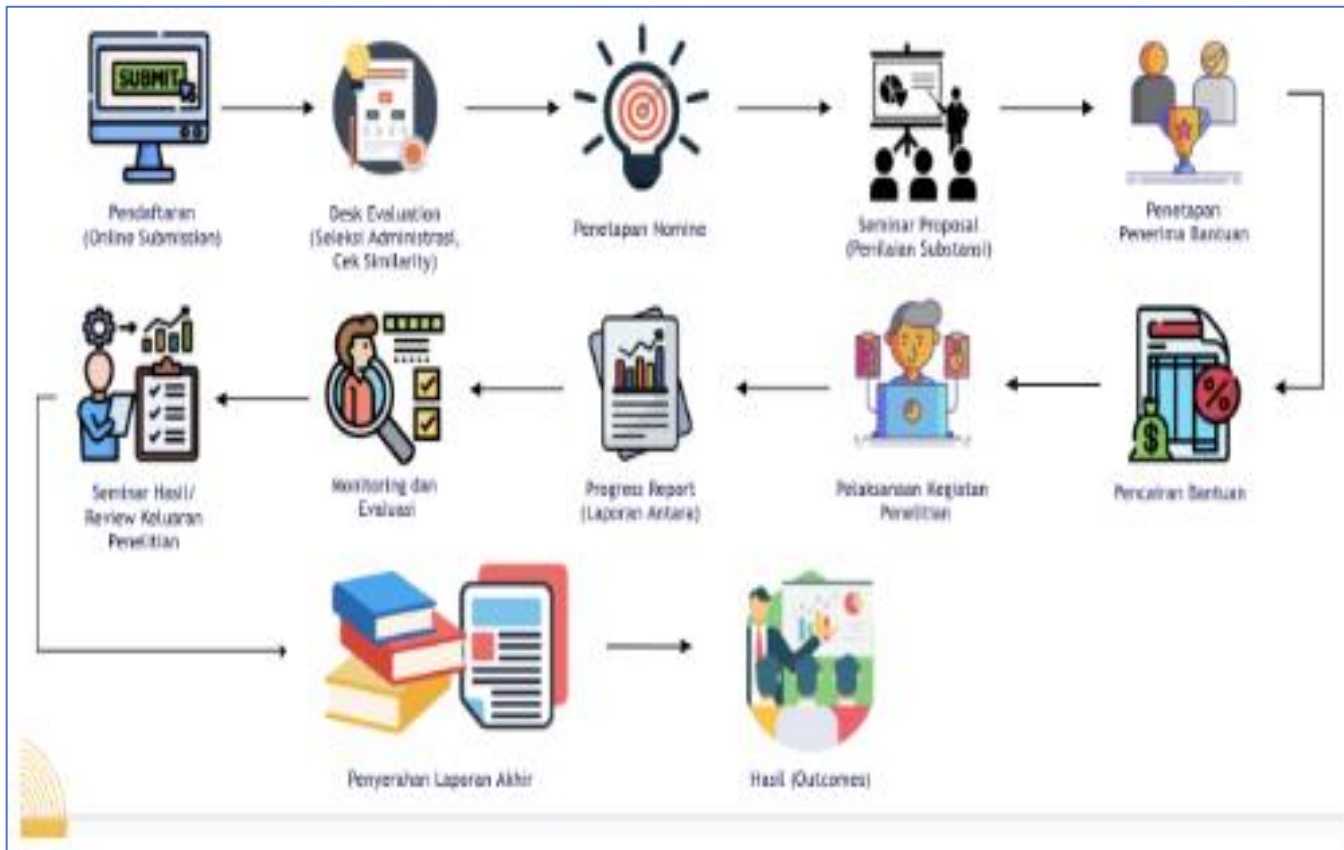 SUBMIT
Pendaftaran
(Online Submission)
Desk Evaluation
(Seleksi Administrasi,
Cek Similarity)
Penetapan Nomine
Seminar Proposal
(Penilaian Substansi)
Penetapan
Penerima Bantuan
Seminar Hasil/
Review Keluaran
Penelitian
Monitoring dan
Evaluasi
Progress Report
(Laporan Antara)
Pelaksanaan Kegiatan
Penelitian
%
$
Pencairan Bantuan
Penyerahan Laporan Akhir
Hasil (Outcomes)